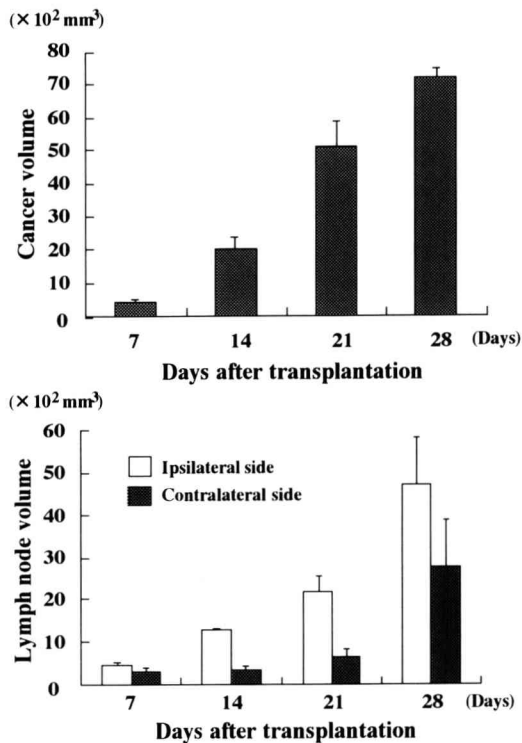 (×10² mm³)
80
70
60
50
40
30
20
10
0
Cancer volume
7 14 21 28 (Days)
Days after transplantation
(×10² mm³)
60
50
40
30
20
10
0
Lymph node volume
Ipsilateral side
Contralateral side
7 14 21 28 (Days)
Days after transplantation